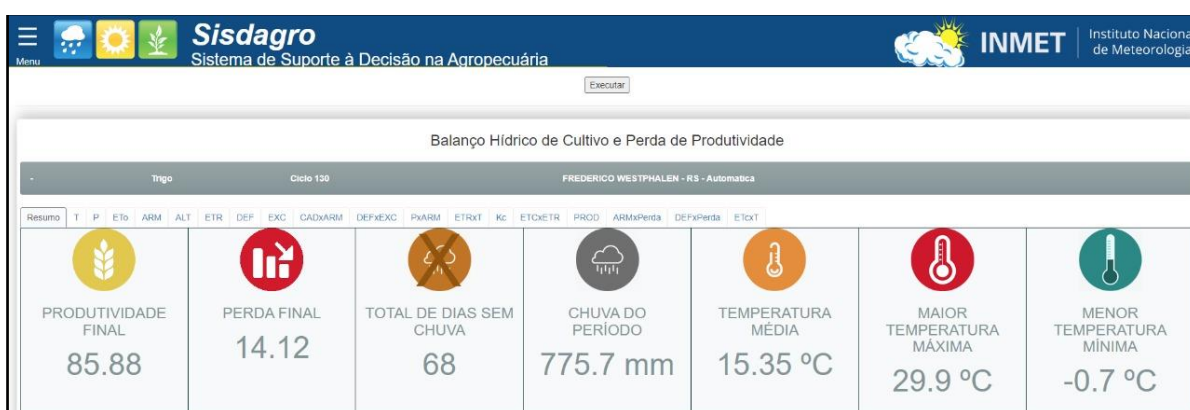 Menu
Sisdagro
Sistema de Suporte à Decisão na Agropecuária
INMET
Instituto Naciona
de Meteorologia
Executar
Balanço Hídrico de Cultivo e Perda de Produtividade
- Trigo Ciclo 130 FREDERICO WESTPHALEN - RS - Automatica
Resumo T P ETo ARM ALT ETR DEF EXC CADxARM DEFxEXC PxARM ETRxT Kc ETCxETR PROD ARMxPerda DEFxPerda ETcxT
PRODUTIVIDADE
FINAL
85.88
PERDA FINAL
14.12
TOTAL DE DIAS SEM
CHUVA
68
CHUVA DO
PERÍODO
775.7 mm
TEMPERATURA
MÉDIA
15.35 ºC
MAIOR
TEMPERATURA
MÁXIMA
29.9 ºC
MENOR
TEMPERATURA
MÍNIMA
-0.7 ºC